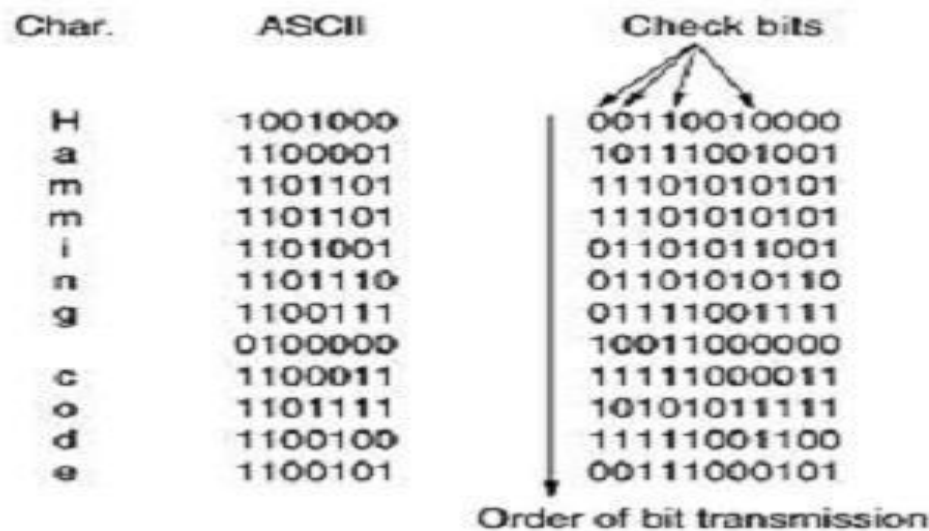 Char. ASCII Check bits
H 1001000 00110010000
a 1100001 10111001001
m 1101101 11101010101
m 1101101 11101010101
i 1101001 01101011001
n 1101110 01101010110
g 1100111 01111001111
0100000 10011000000
c 1100011 11111000011
o 1101111 10101011111
d 1100100 11111001100
e 1100101 00111000101
Order of bit transmission